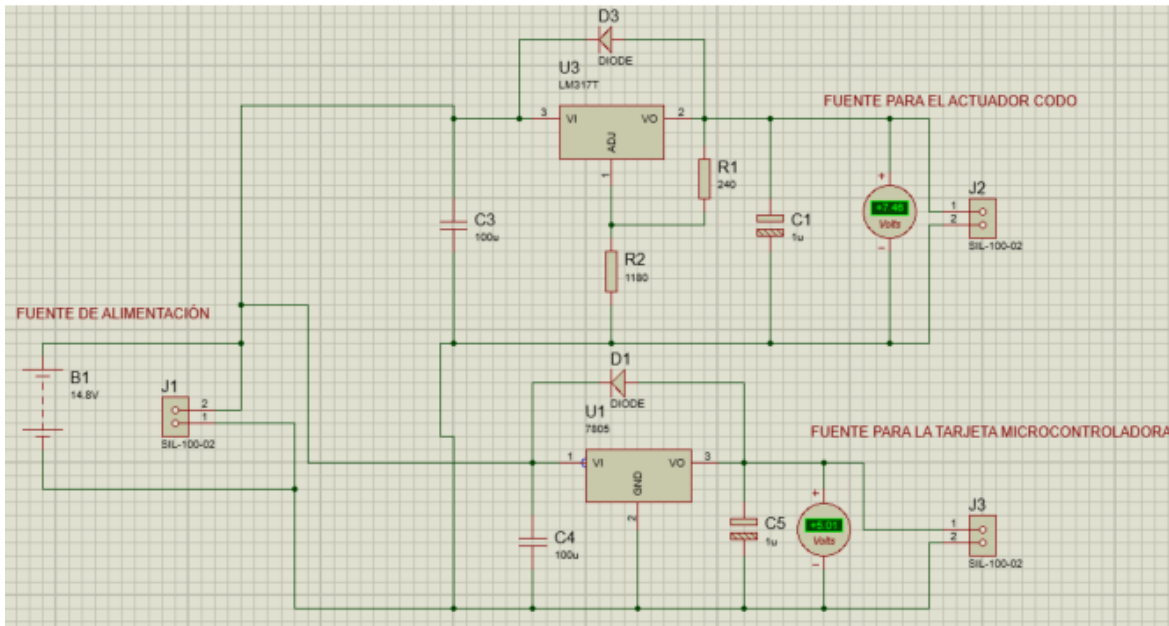 D3
DIODE
U3
LM317T
3 VI VO 2
ADJ
1
FUENTE PARA EL ACTUADOR CODO
R1
240
C3
100u
R2
1180
C1
1u
+
+7.48
Volts
−
J2
1
2
SIL-100-02
FUENTE DE ALIMENTACIÓN
B1
14.8V
J1
2
1
SIL-100-02
D1
DIODE
U1
7805
1 VI VO 3
GND
2
FUENTE PARA LA TARJETA MICROCONTROLADORA
C4
100u
C5
1u
+
+5.01
Volts
−
J3
1
2
SIL-100-02